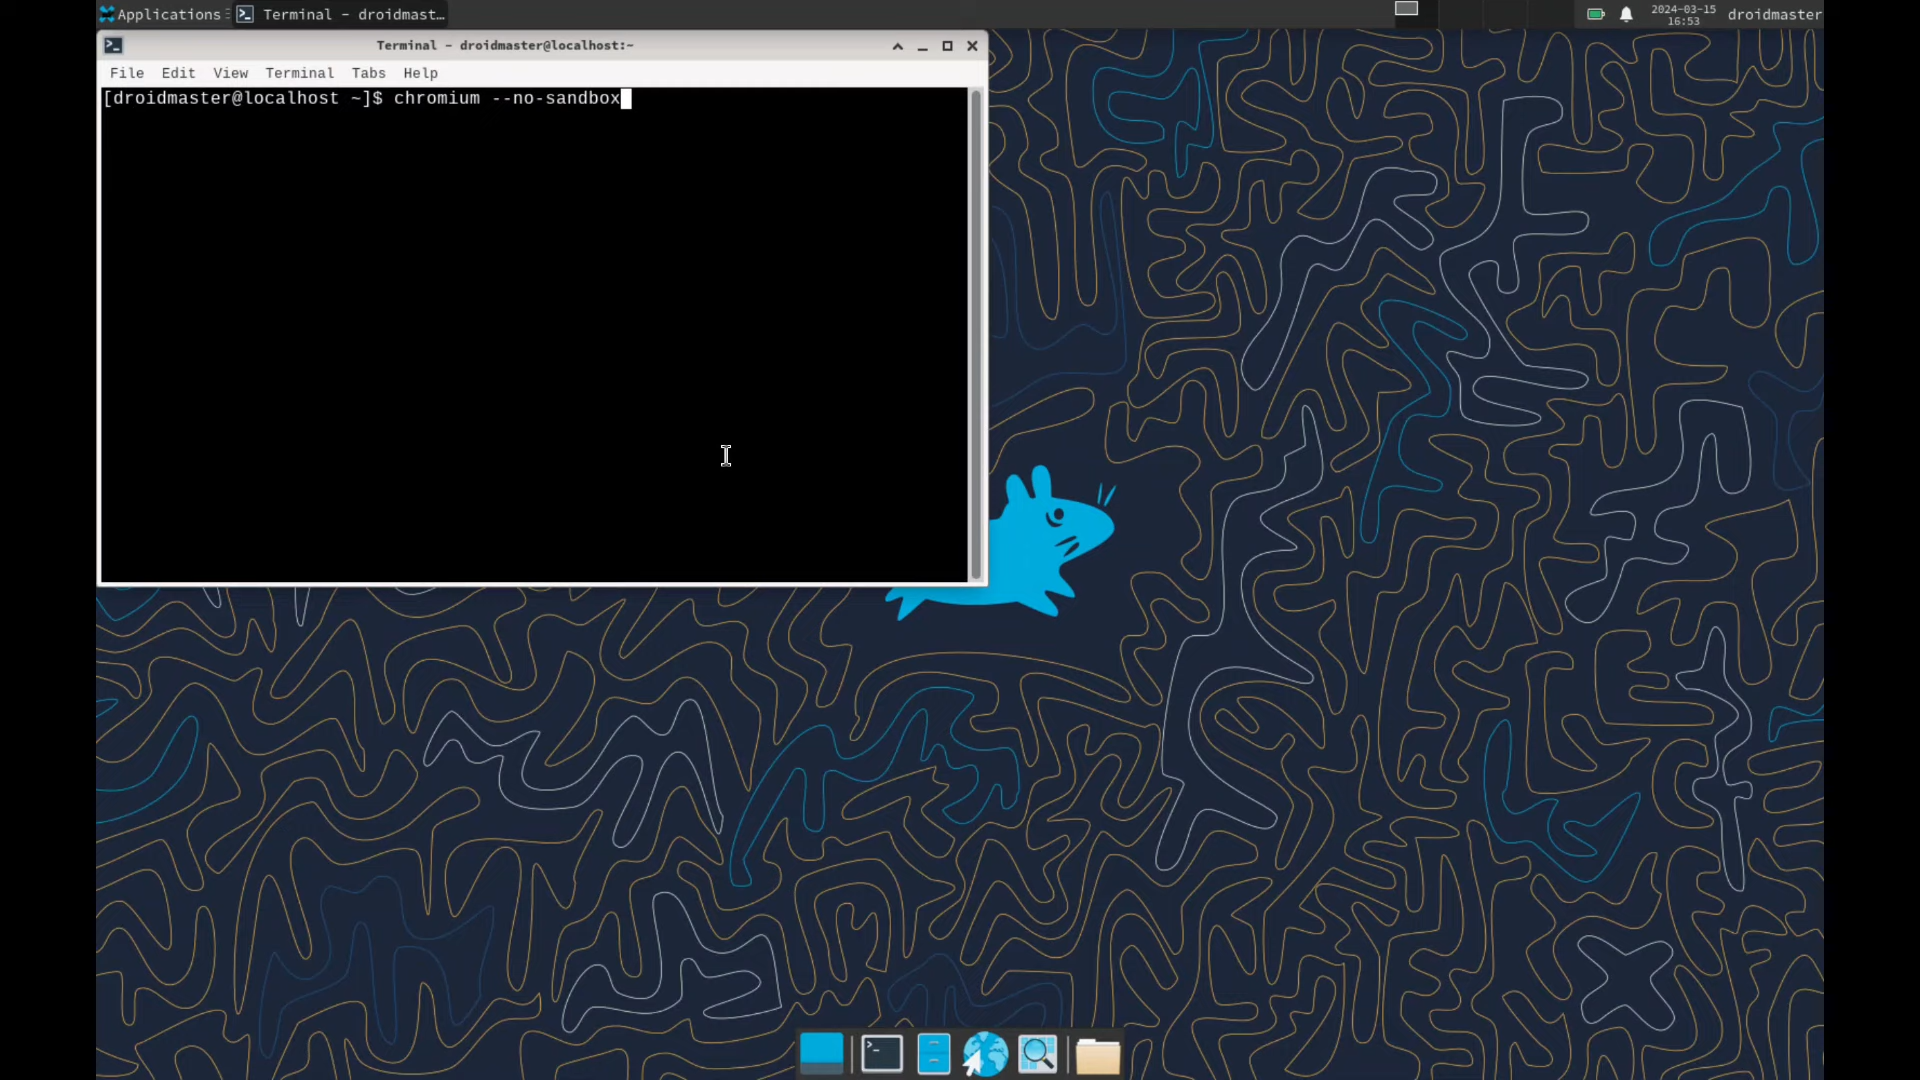 Applications
Terminal - droidmast…
2024-03-15
16:53
droidmaster
Terminal - droidmaster@localhost:~
File Edit View Terminal Tabs Help
[droidmaster@localhost ~]$ chromium --no-sandbox